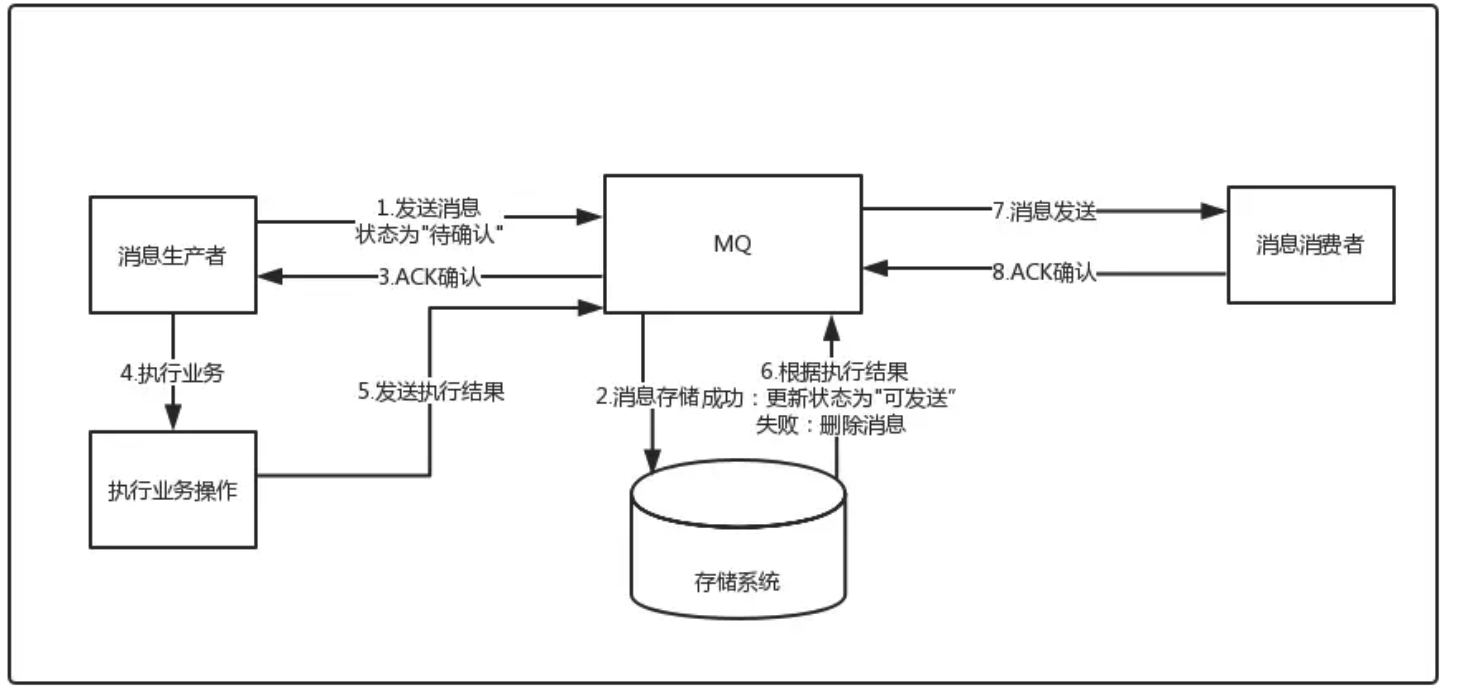 1.发送消息
状态为"待确认"
消息生产者
3.ACK确认
MQ
7.消息发送
8.ACK确认
消息消费者
4.执行业务
5.发送执行结果
2.消息存储
6.根据执行结果
成功：更新状态为"可发送"
失败：删除消息
执行业务操作
存储系统